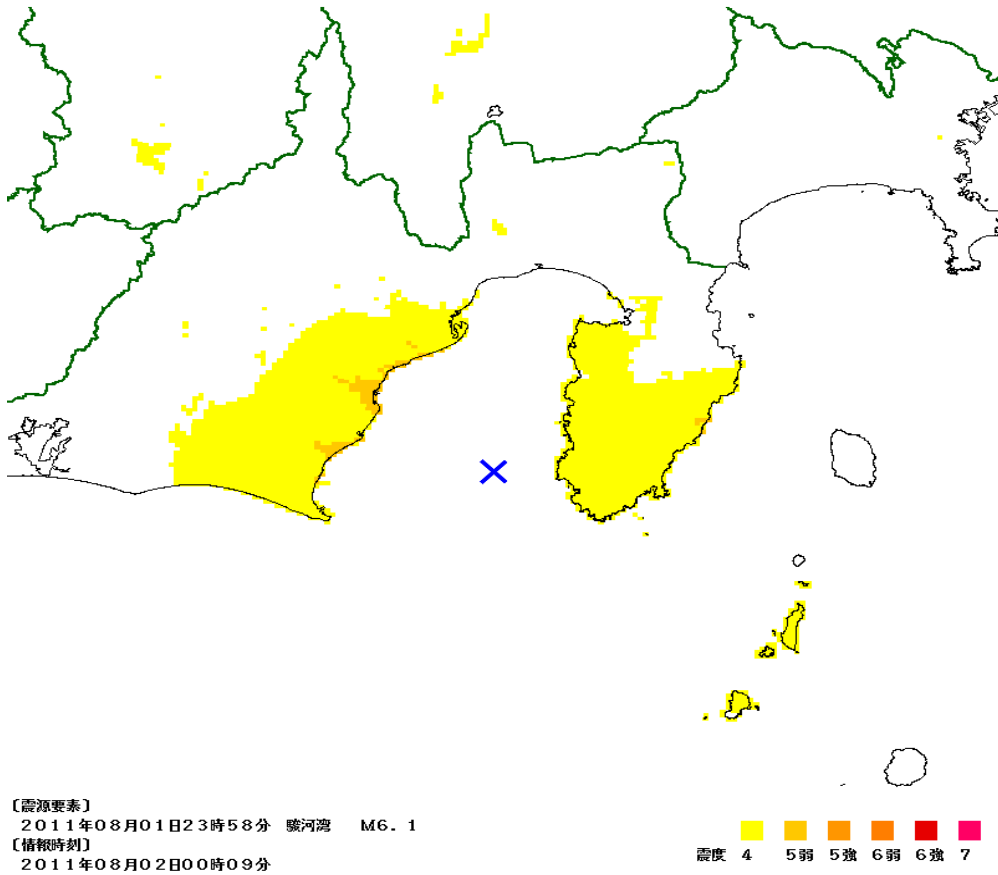 〔震源要素〕
２０１１年０８月０１日２３時５８分 駿河湾 Ｍ６．１
〔情報時刻〕
２０１１年０８月０２日００時０９分
震度 4 5弱 5強 6弱 6強 7